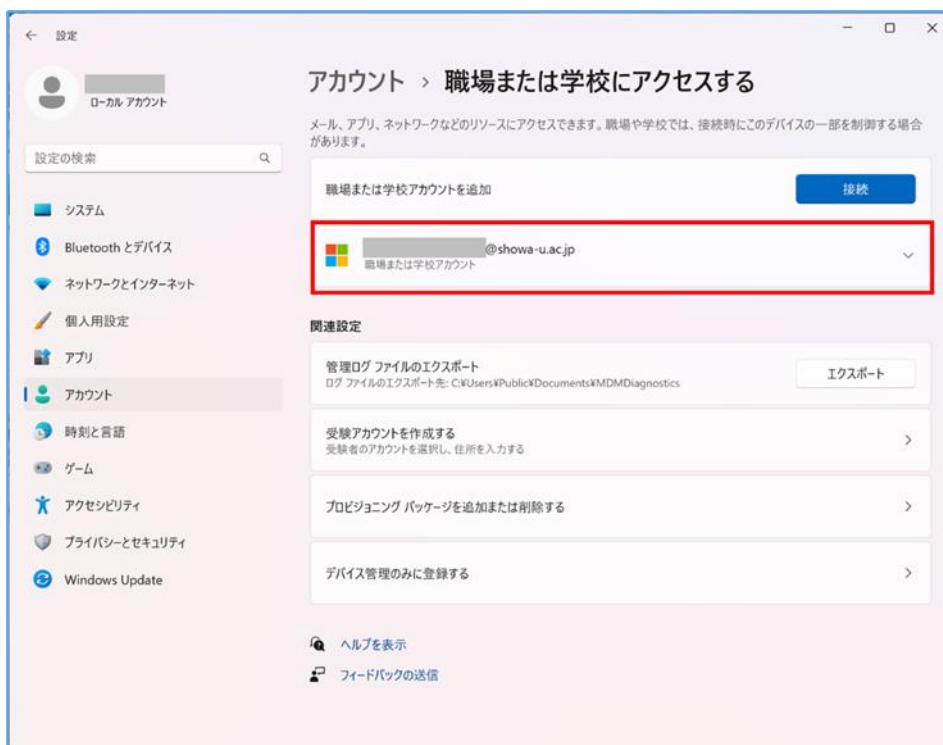 設定
ローカル アカウント
設定の検索
システム
Bluetooth とデバイス
ネットワークとインターネット
個人用設定
アプリ
アカウント
時刻と言語
ゲーム
アクセシビリティ
プライバシーとセキュリティ
Windows Update
アカウント › 職場または学校にアクセスする
メール、アプリ、ネットワークなどのリソースにアクセスできます。職場や学校では、接続時にこのデバイスの一部を制御する場合
があります。
職場または学校アカウントを追加
接続
@showa-u.ac.jp
職場または学校アカウント
関連設定
管理ログ ファイルのエクスポート
ログ ファイルのエクスポート先: C:¥Users¥Public¥Documents¥MDMDiagnostics
エクスポート
受験アカウントを作成する
受験者のアカウントを選択し、住所を入力する
プロビジョニング パッケージを追加または削除する
デバイス管理のみに登録する
ヘルプを表示
フィードバックの送信